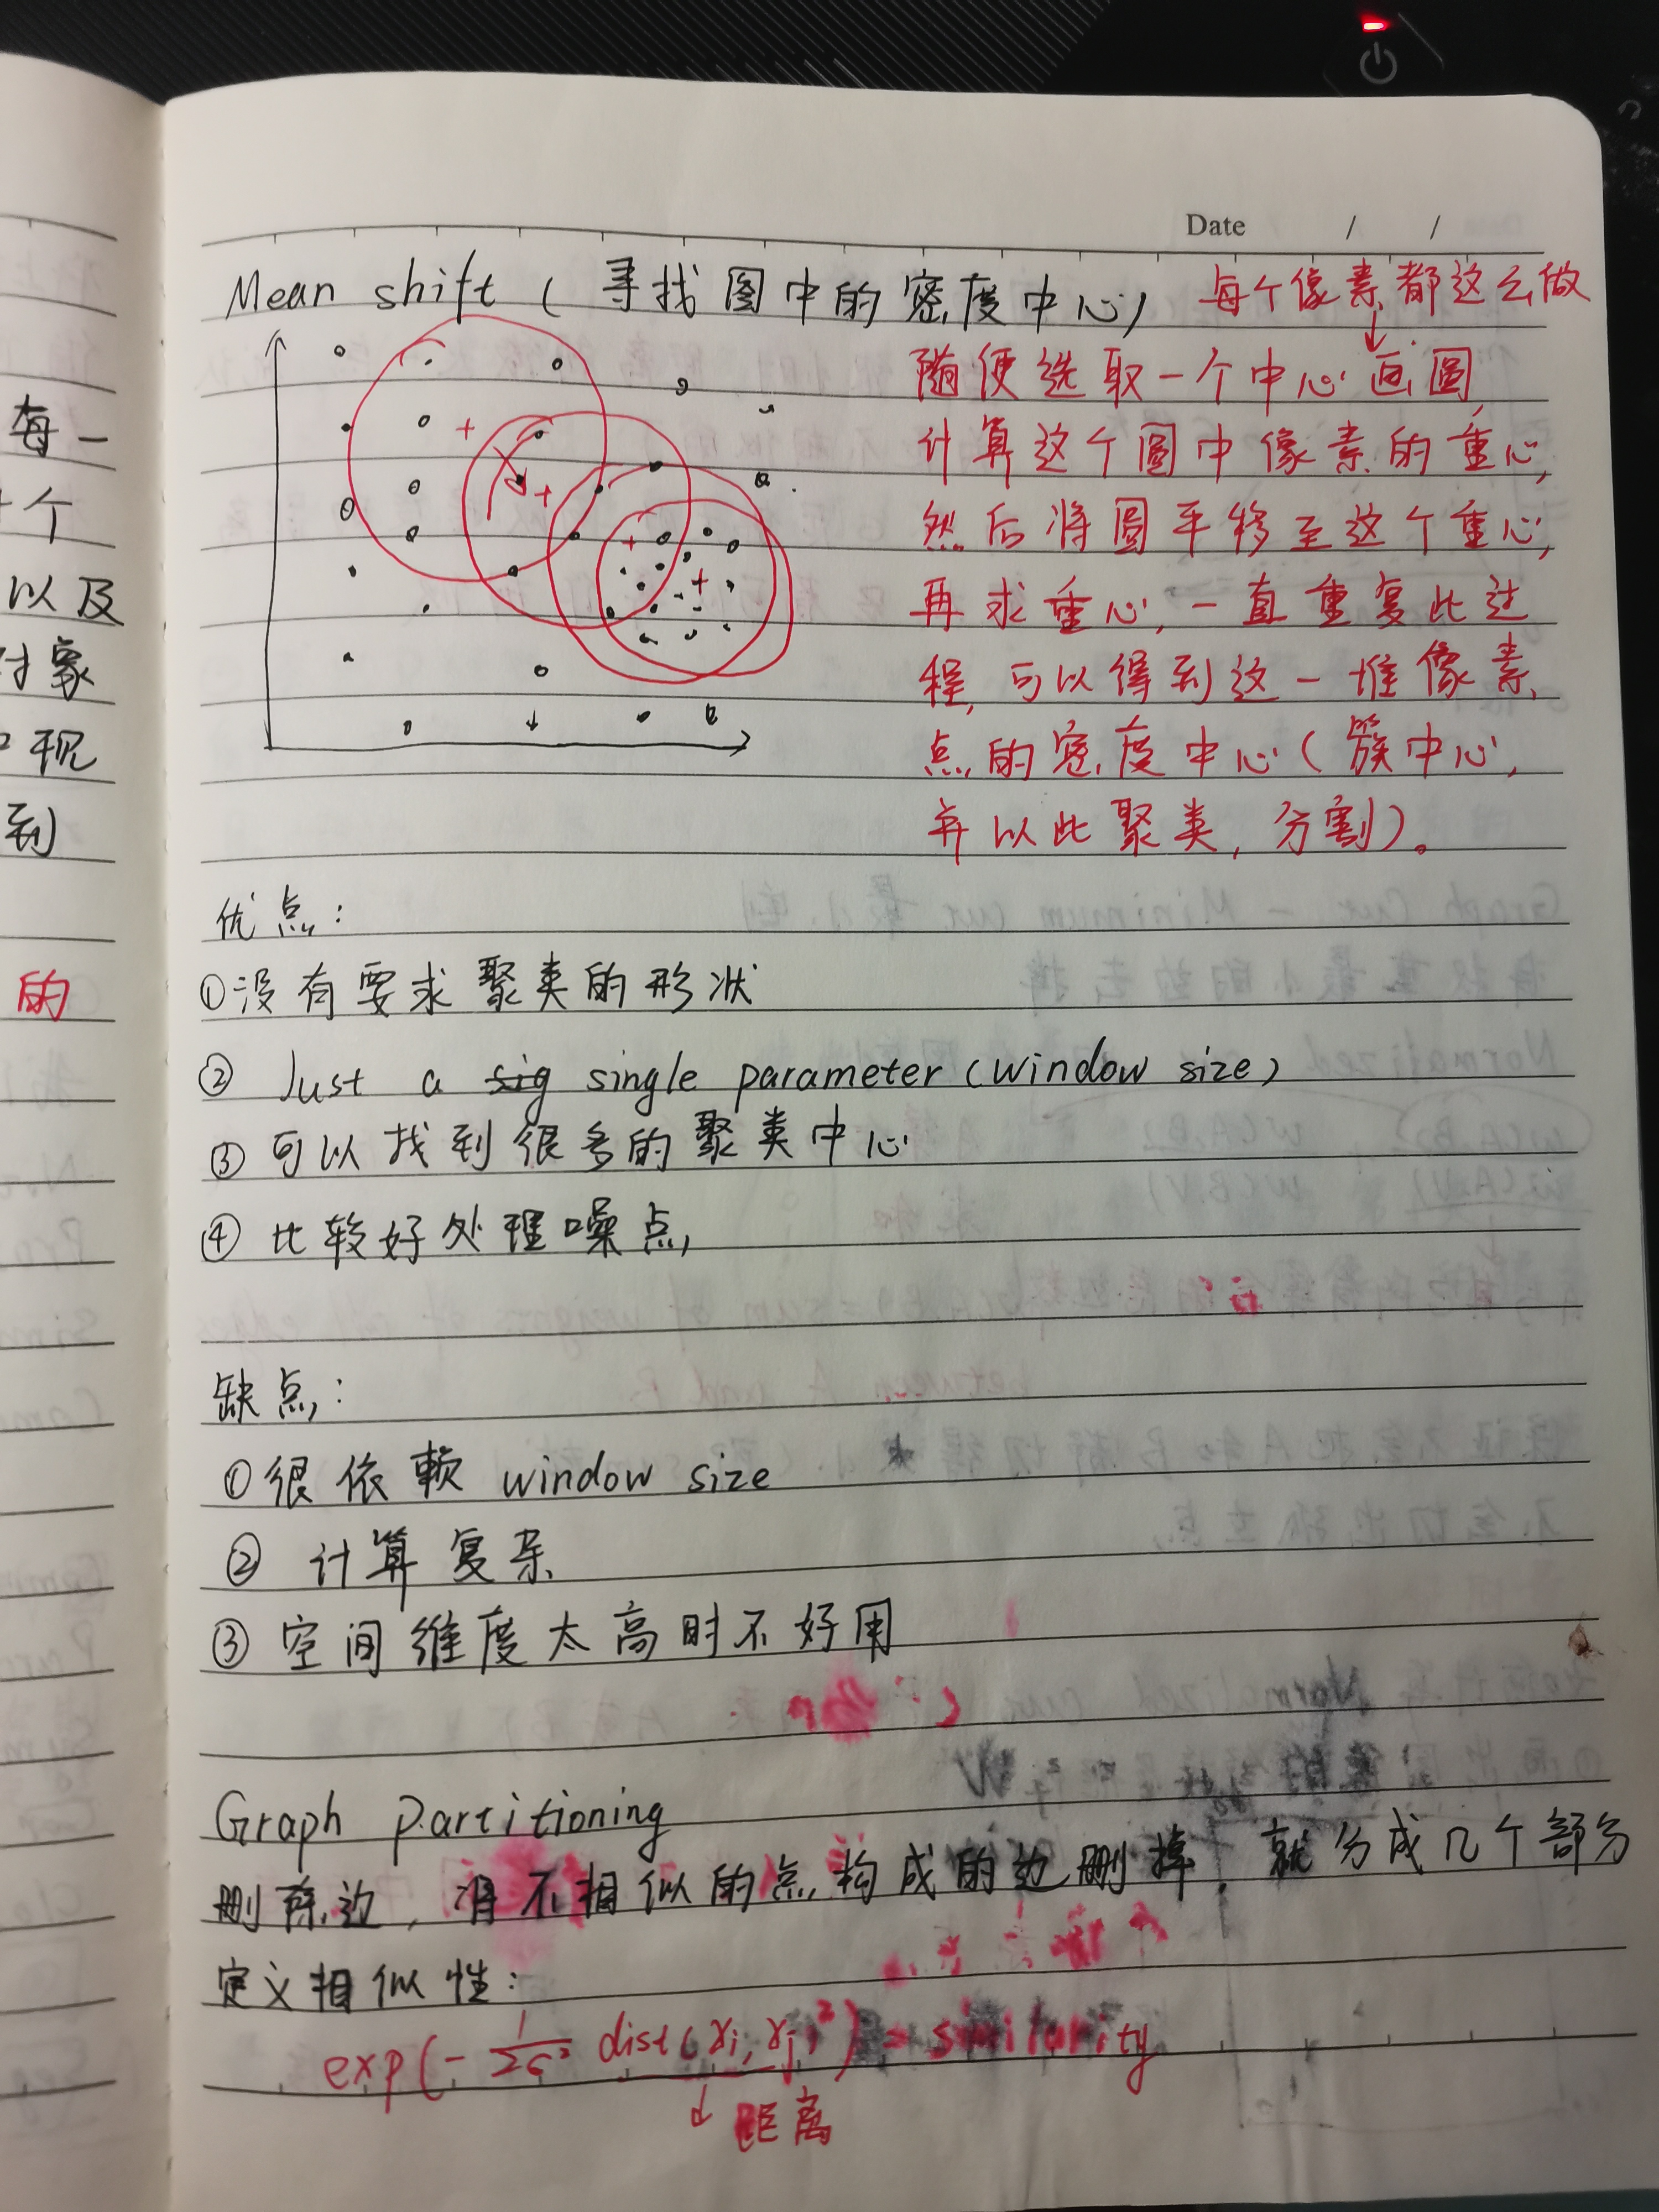 Date / /
Mean shift (寻找图中的密度中心) 每个像素都这么做
随便选取一个中心画圆,
计算这个圆中像素的重心,
然后将圆平移至这个重心,
再求重心,一直重复此过
程,可以得到这一堆像素
点的密度中心(簇中心,
并以此聚类,分割)。
优点:
①没有要求聚类的形状
② Just a sig single parameter (window size)
③ 可以找到很多的聚类中心
④ 比较好处理噪点
缺点:
①很依赖 window size
② 计算复杂
③ 空间维度太高时不好用
Graph partitioning
删除边, 将不相似的点构成的边删掉, 就分成几个部分
定义相似性:
exp(- 1/2σ² dist(xi, xj)²) = similarity
↓ 距离
每一
个
以及
对象
中现
到
的